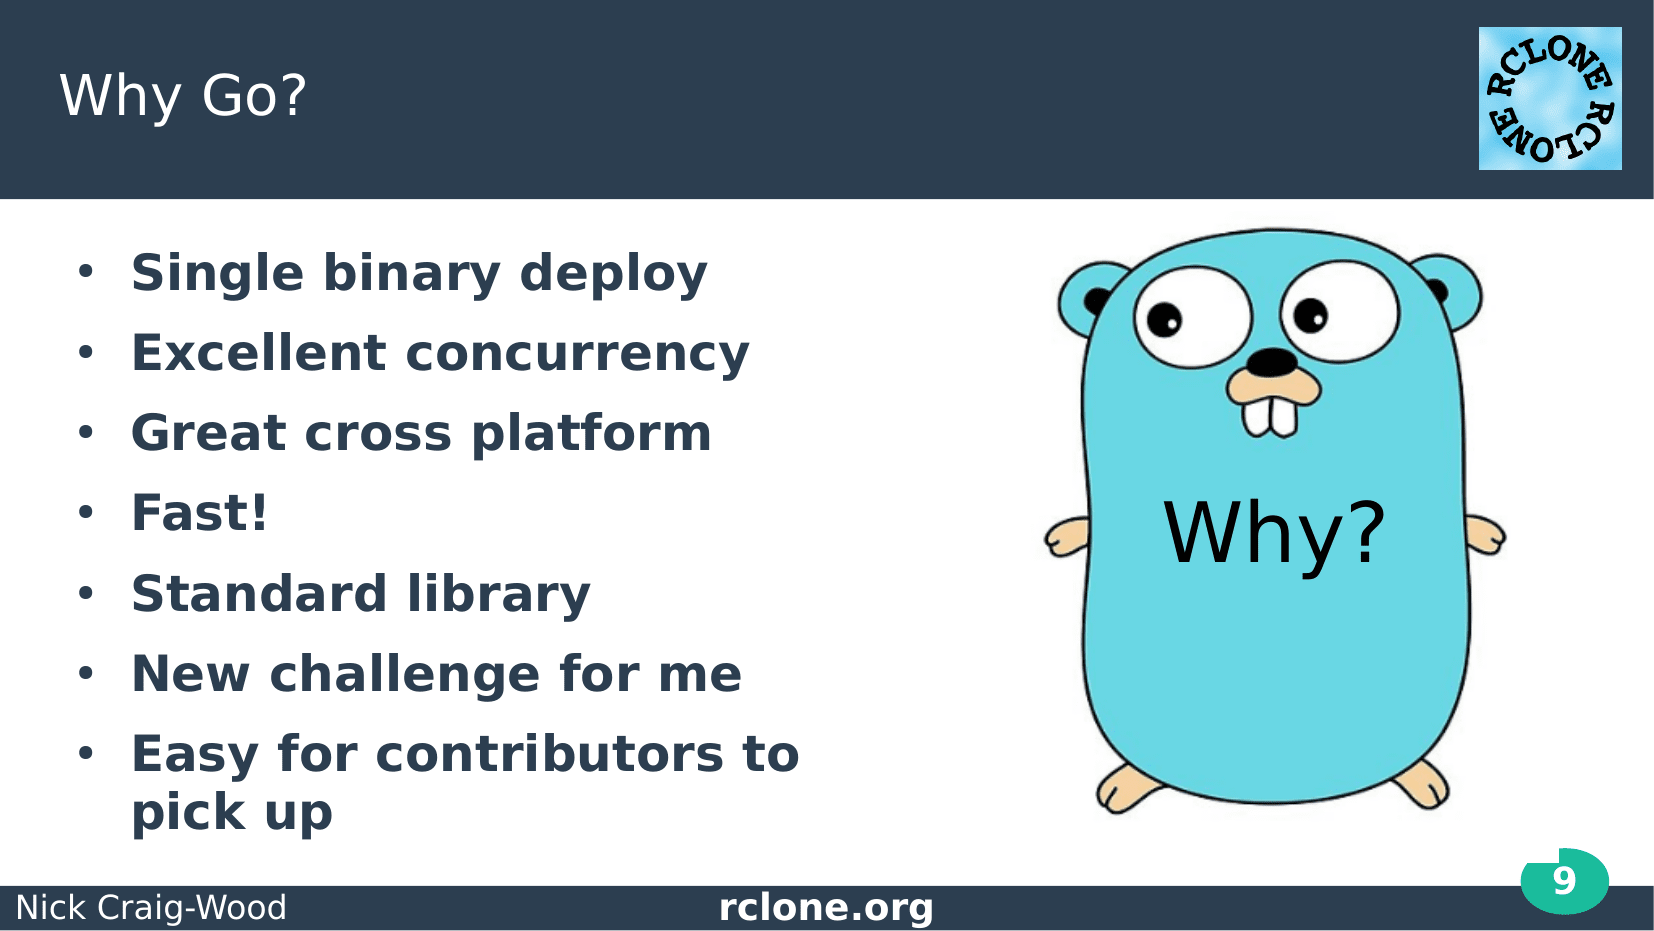 Why Go?
RCLONE RCLONE
• Single binary deploy
• Excellent concurrency
• Great cross platform
• Fast!
• Standard library
• New challenge for me
• Easy for contributors to
pick up
Why?
9
Nick Craig-Wood
rclone.org